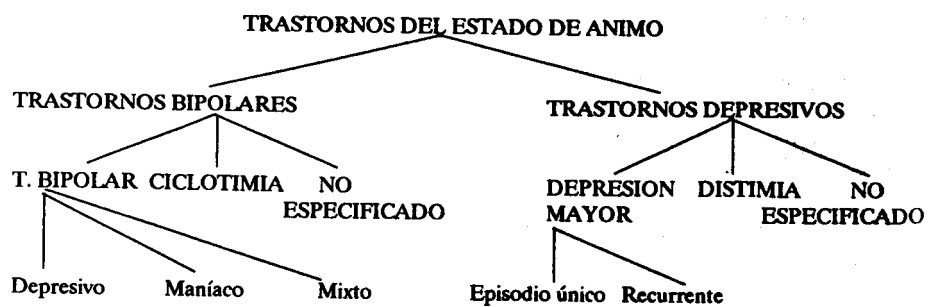 TRASTORNOS DEL ESTADO DE ANIMO
TRASTORNOS BIPOLARES
TRASTORNOS DEPRESIVOS
T. BIPOLAR CICLOTIMIA NO
ESPECIFICADO
DEPRESION DISTIMIA NO
MAYOR ESPECIFICADO
Depresivo Maníaco Mixto
Episodio único Recurrente